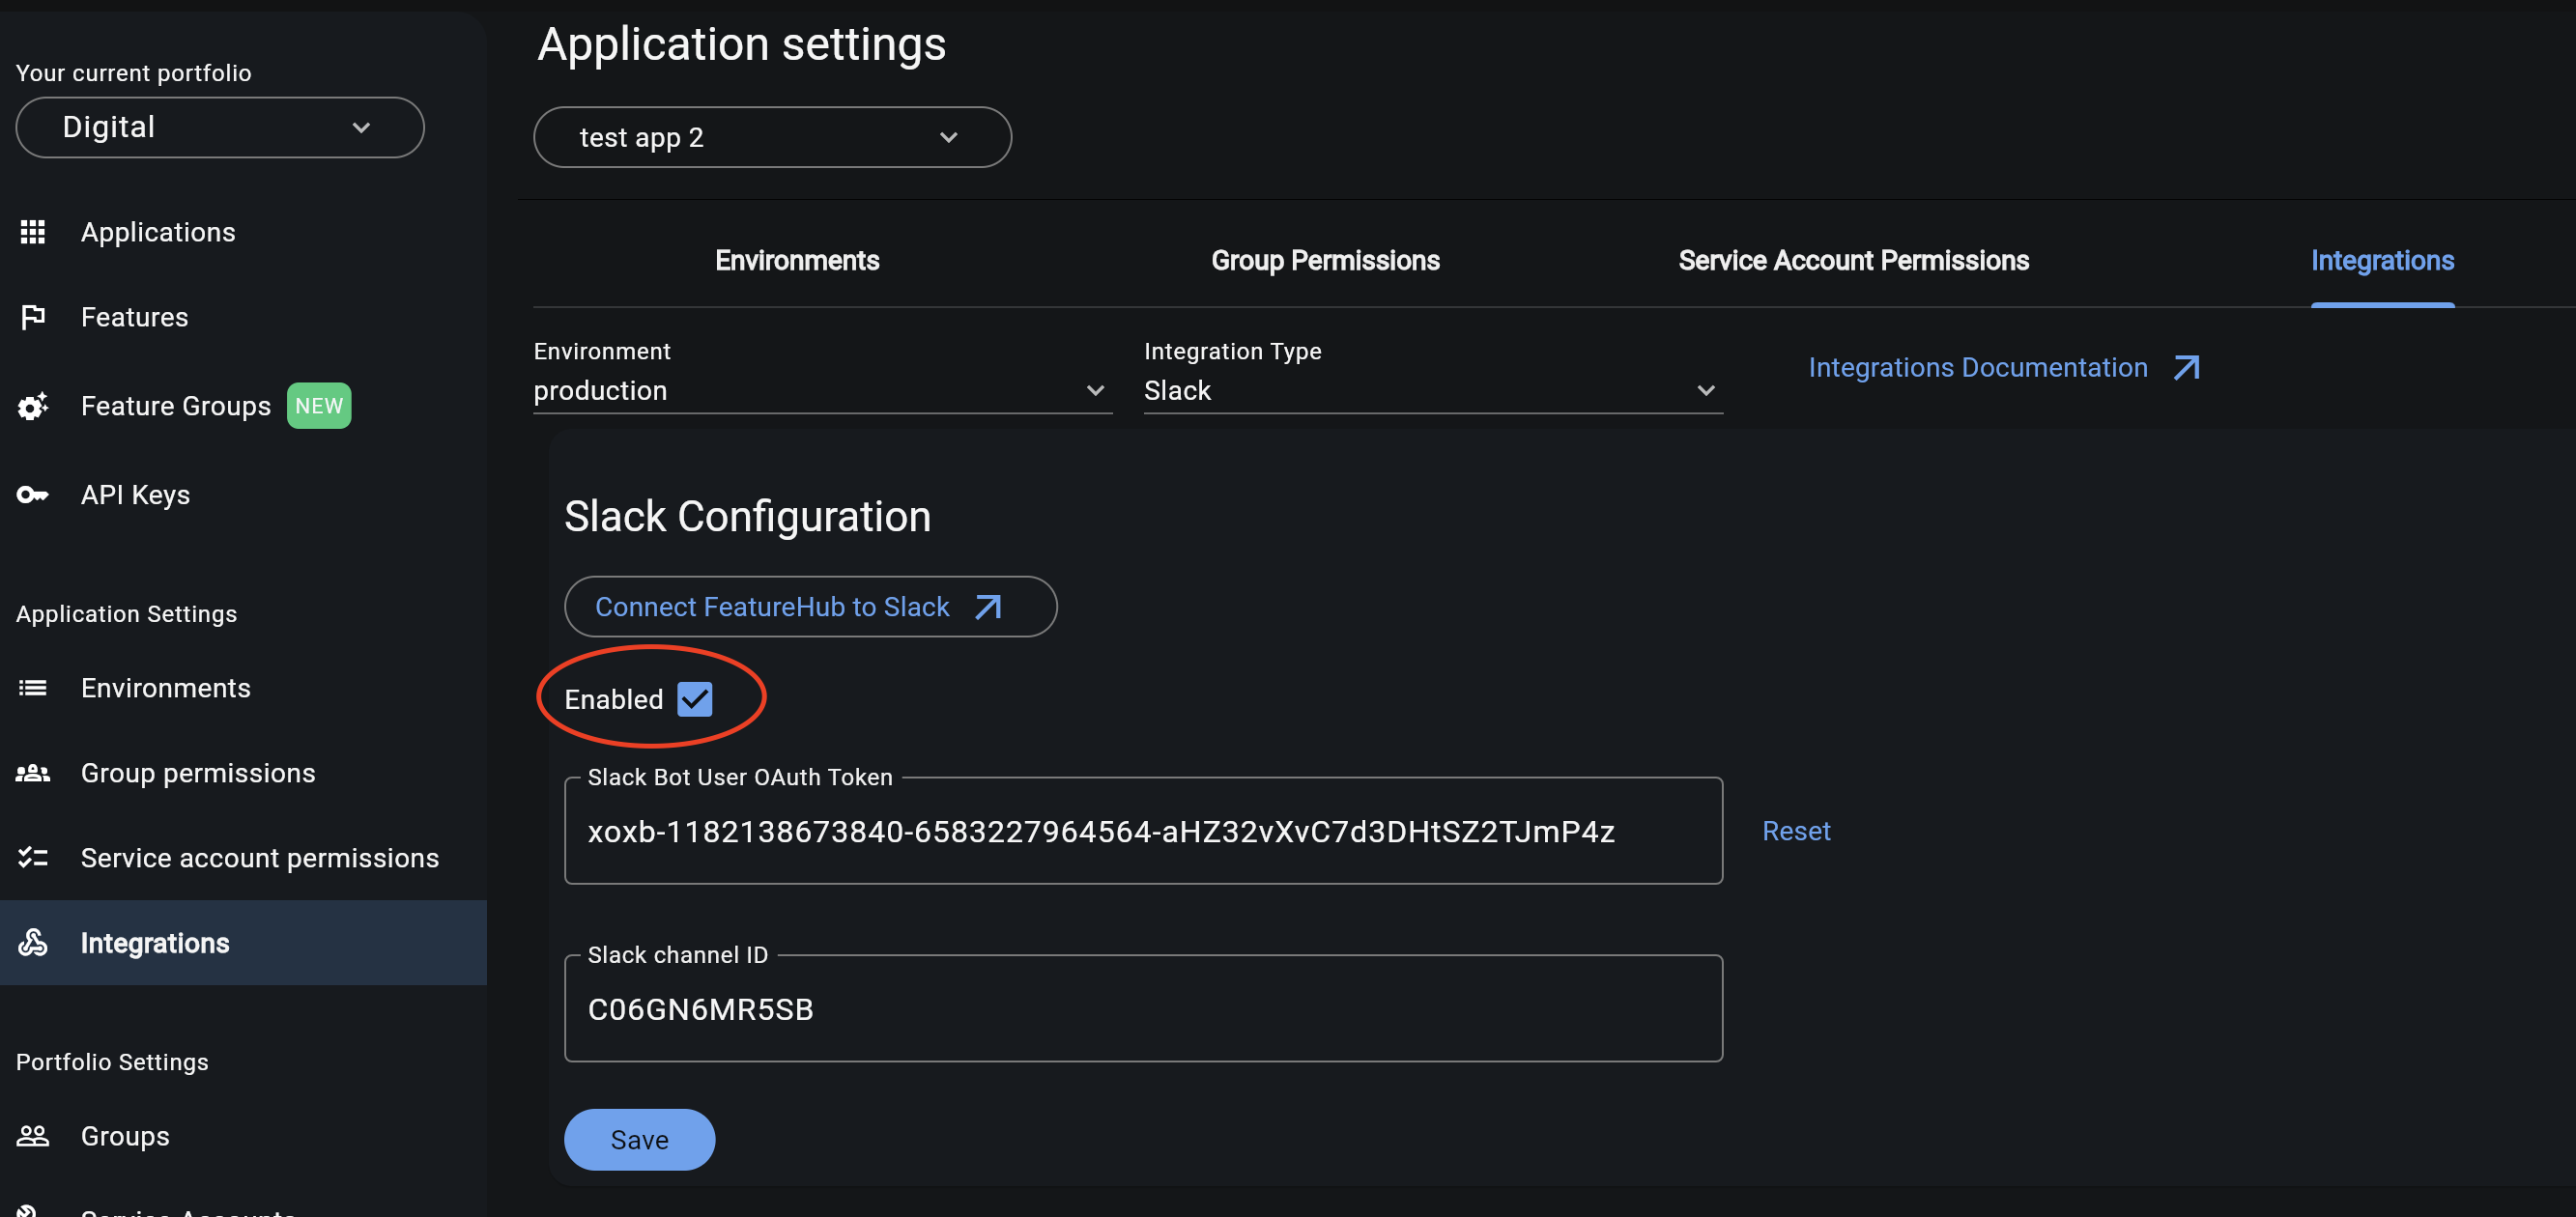 Your current portfolio
Digital
Applications
Features
Feature Groups NEW
API Keys
Application Settings
Environments
Group permissions
Service account permissions
Integrations
Portfolio Settings
Groups
Service Accounts
Application settings
test app 2
Environments Group Permissions Service Account Permissions Integrations
Environment
production
Integration Type
Slack
Integrations Documentation
Slack Configuration
Connect FeatureHub to Slack
Enabled
Slack Bot User OAuth Token
xoxb-1182138673840-6583227964564-aHZ32vXvC7d3DHtSZ2TJmP4z
Reset
Slack channel ID
C06GN6MR5SB
Save